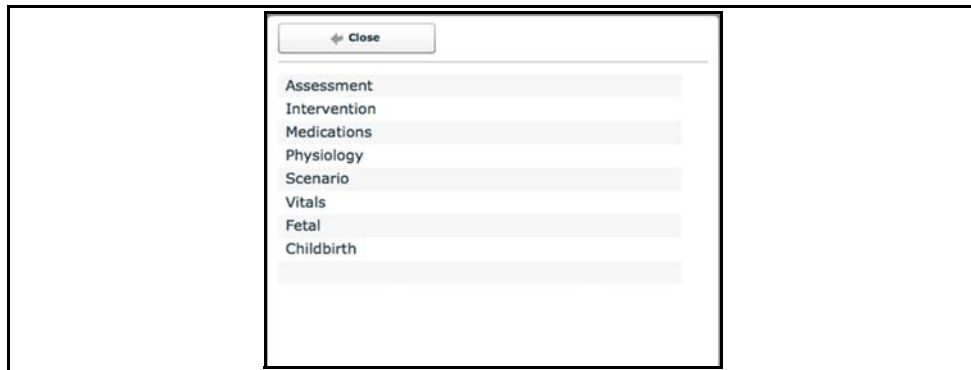 Close
Assessment
Intervention
Medications
Physiology
Scenario
Vitals
Fetal
Childbirth